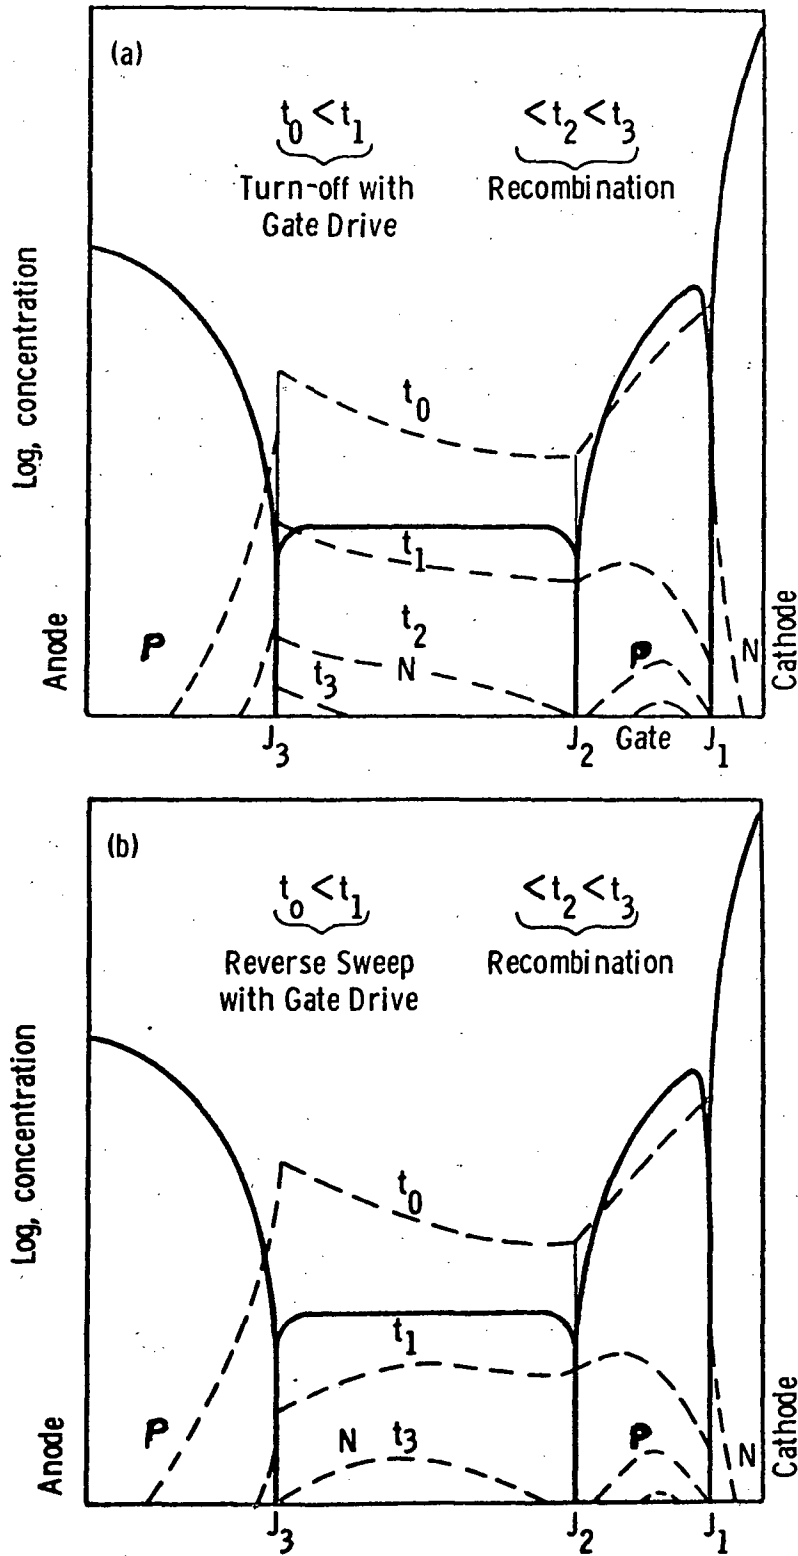 (a)
t0 < t1
< t2 < t3
Turn-off with
Gate Drive
Recombination
Log, concentration
t0
t1
t2
t3
P
N
P
N
Anode
Cathode
J3
J2
Gate
J1
(b)
to < t1
< t2 < t3
Reverse Sweep
with Gate Drive
Recombination
Log, concentration
t0
t1
t3
P
N
P
N
Anode
Cathode
J3
J2
J1